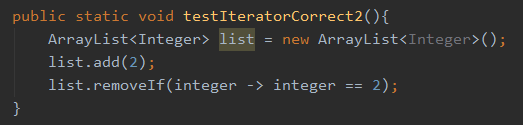 public static void testIteratorCorrect2(){
    ArrayList<Integer> list = new ArrayList<Integer>();
    list.add(2);
    list.removeIf(integer -> integer == 2);
}